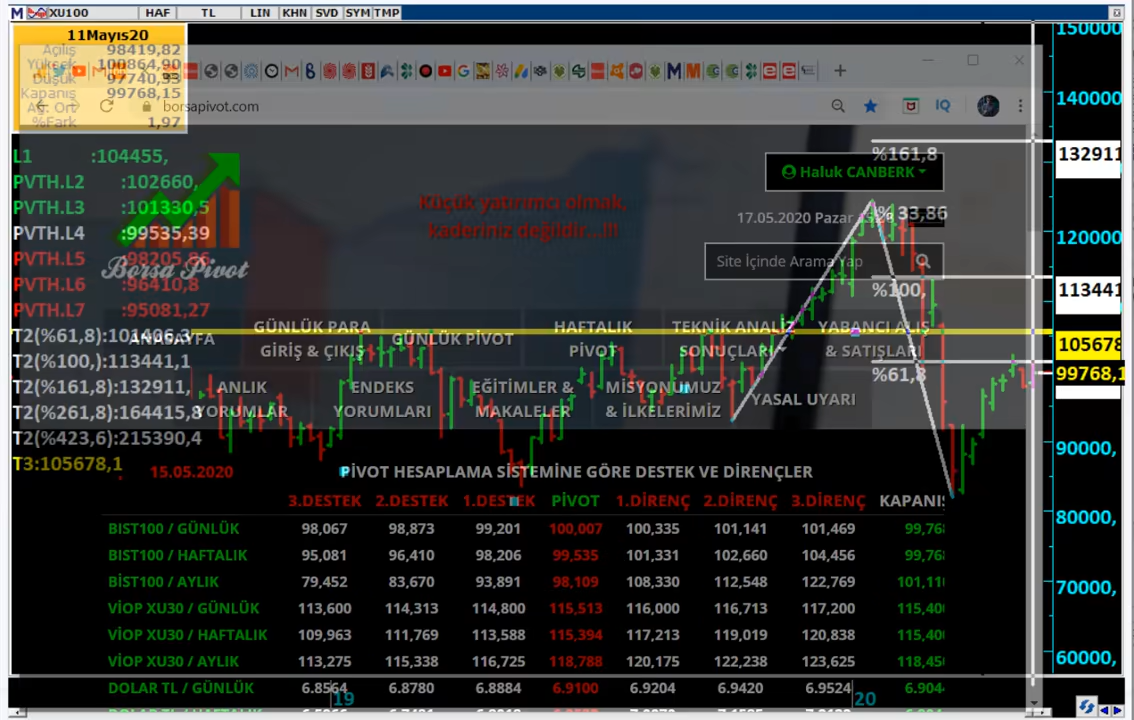 XU100 HAF TL LIN KHN SVD SYM TMP
11Mayıs20
Açılış 98419,82
Yüksek 100864,90
Düşük 97740,33
Kapanış 99768,15
Ağ. Ort
%Fark 1,97
borsapivot.com
IQ
L1 :104455,
PVTH.L2 :102660,
PVTH.L3 :101330,5
PVTH.L4 :99535,39
PVTH.L5 :98205,86
PVTH.L6 :96410,8
PVTH.L7 :95081,27
T2(%61,8):101406,3
T2(%100,):113441,1
T2(%161,8):132911,
T2(%261,8):164415,8
T2(%423,6):215390,4
T3:105678,1
Borsa Pivot
Küçük yatırımcı olmak,
kaderiniz değildir...!!!
Haluk CANBERK
17.05.2020 Pazar
Site İçinde Arama Yap
%161,8
% 33,86
%100,
%61,8
ANASAYFA
GÜNLÜK PARA
GİRİŞ & ÇIKIŞ
GÜNLÜK PİVOT
HAFTALIK
PİVOT
TEKNİK ANALİZ
SONUÇLARI
YABANCI ALIŞ
& SATIŞLARI
ANLIK
YORUMLAR
ENDEKS
YORUMLARI
EĞİTİMLER &
MAKALELER
MİSYONUMUZ
& İLKELERİMİZ
YASAL UYARI
15.05.2020 PİVOT HESAPLAMA SİSTEMİNE GÖRE DESTEK VE DİRENÇLER
3.DESTEK 2.DESTEK 1.DESTEK PİVOT 1.DİRENÇ 2.DİRENÇ 3.DİRENÇ KAPANIŞ
BIST100 / GÜNLÜK 98,067 98,873 99,201 100,007 100,335 101,141 101,469 99,76
BIST100 / HAFTALIK 95,081 96,410 98,206 99,535 101,331 102,660 104,456 99,76
BİST100 / AYLIK 79,452 83,670 93,891 98,109 108,330 112,548 122,769 101,11
VİOP XU30 / GÜNLÜK 113,600 114,313 114,800 115,513 116,000 116,713 117,200 115,40
VİOP XU30 / HAFTALIK 109,963 111,769 113,588 115,394 117,213 119,019 120,838 115,40
VİOP XU30 / AYLIK 113,275 115,338 116,725 118,788 120,175 122,238 123,625 118,45
DOLAR TL / GÜNLÜK 6.8564 6.8780 6.8884 6.9100 6.9204 6.9420 6.9524 6.904
19 20
150000
140000
132911
120000
113441
105678
99768,1
90000,
80000,
70000,
60000,